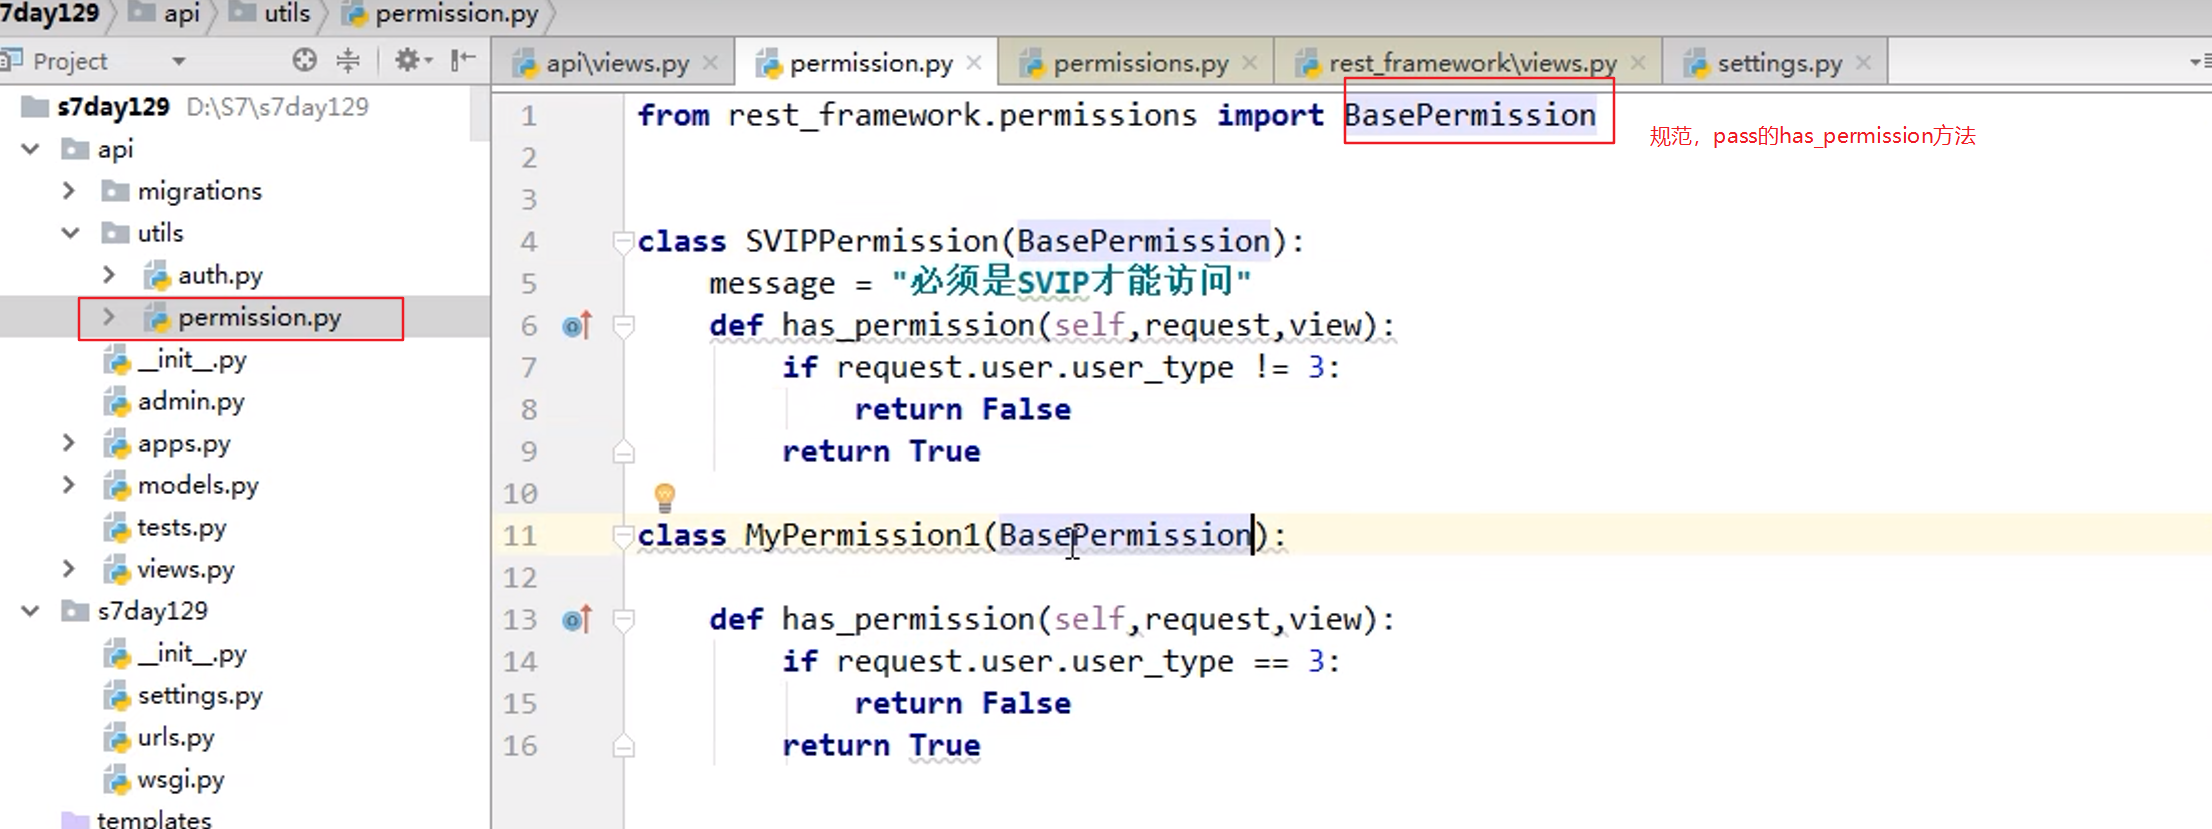 s7day129 api utils permission.py
Project
api\views.py permission.py permissions.py rest_framework\views.py settings.py
s7day129 D:\S7\s7day129
api
migrations
utils
auth.py
permission.py
__init__.py
admin.py
apps.py
models.py
tests.py
views.py
s7day129
__init__.py
settings.py
urls.py
wsgi.py
templates
1 from rest_framework.permissions import BasePermission
规范，pass的has_permission方法
2
3
4 class SVIPPermission(BasePermission):
5 message = "必须是SVIP才能访问"
6 def has_permission(self,request,view):
7 if request.user.user_type != 3:
8 return False
9 return True
10
11 class MyPermission1(BasePermission):
12
13 def has_permission(self,request,view):
14 if request.user.user_type == 3:
15 return False
16 return True